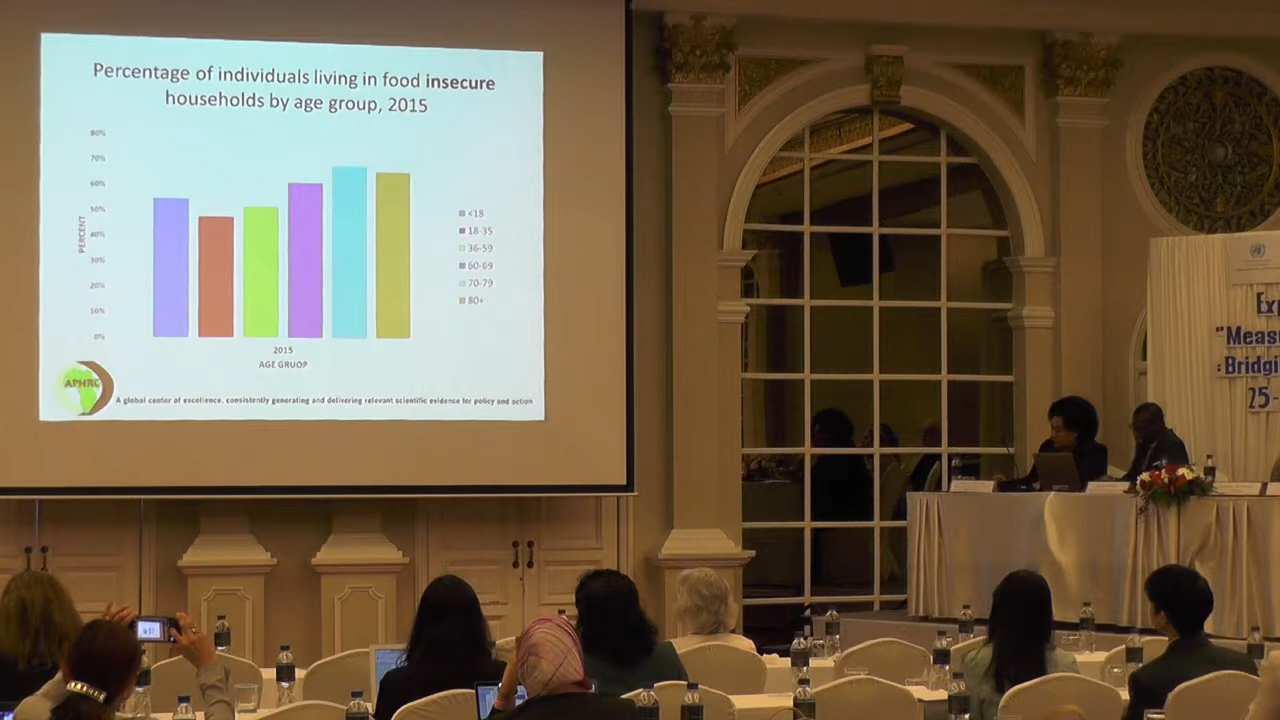 Percentage of individuals living in food insecure
households by age group, 2015
80%
70%
60%
50%
40%
30%
20%
10%
0%
PERCENT
<18
18-35
36-59
60-69
70-79
80+
2015
AGE GRUOP
APHRC
A global center of excellence, consistently generating and delivering relevant scientific evidence for policy and action
Ex
"Meas
: Bridgi
25-